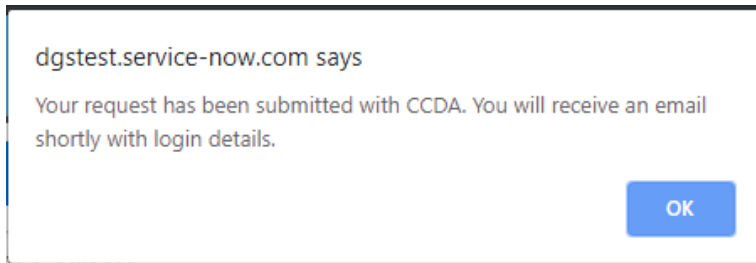 dgstest.service-now.com says
Your request has been submitted with CCDA. You will receive an email
shortly with login details.
OK